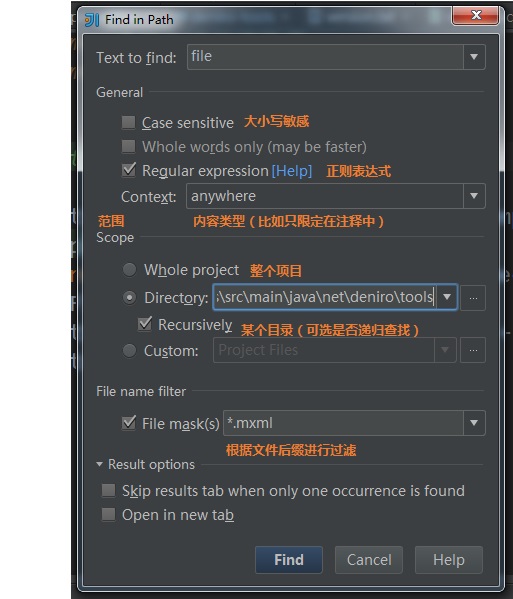 Find in Path
Text to find: file
General
Case sensitive 大小写敏感
Whole words only (may be faster)
Regular expression [Help] 正则表达式
Context: anywhere
范围 内容类型（比如只限定在注释中）
Scope
Whole project 整个项目
Directory: \src\main\java\net\deniro\tools ...
Recursively 某个目录（可选是否递归查找）
Custom: Project Files ...
File name filter
File mask(s) *.mxml
根据文件后缀进行过滤
Result options
Skip results tab when only one occurrence is found
Open in new tab
Find Cancel Help